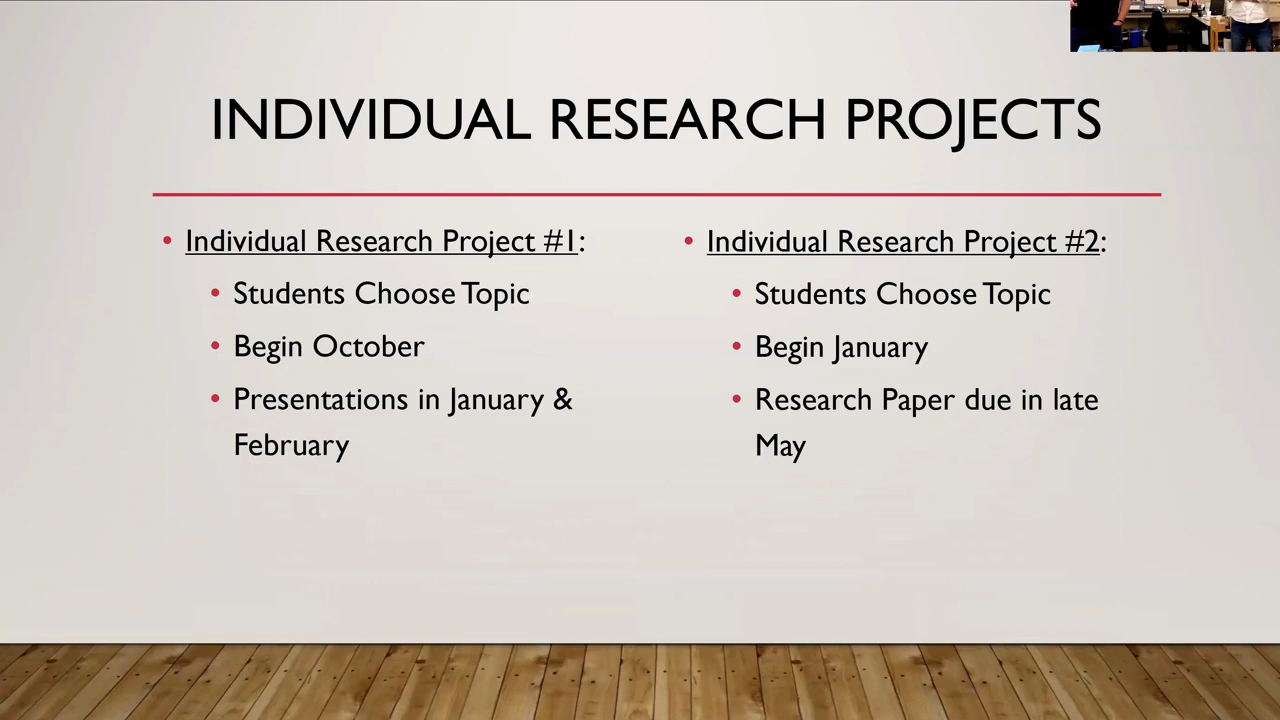 INDIVIDUAL RESEARCH PROJECTS
• Individual Research Project #1:
• Students Choose Topic
• Begin October
• Presentations in January &
February
• Individual Research Project #2:
• Students Choose Topic
• Begin January
• Research Paper due in late
May